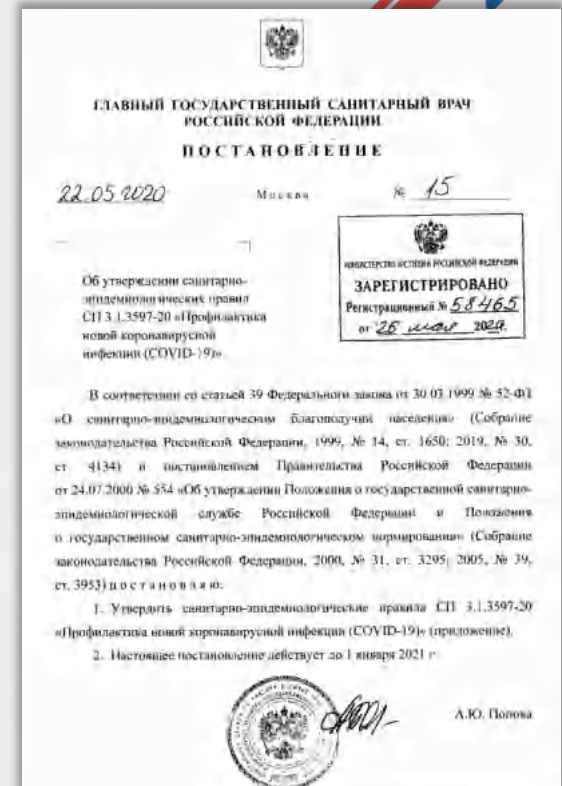 ГЛАВНЫЙ ГОСУДАРСТВЕННЫЙ САНИТАРНЫЙ ВРАЧ
РОССИЙСКОЙ ФЕДЕРАЦИИ
ПОСТАНОВЛЕНИЕ
22.05.2020
Москва
№ 15
МИНИСТЕРСТВО ЮСТИЦИИ РОССИЙСКОЙ ФЕДЕРАЦИИ
ЗАРЕГИСТРИРОВАНО
Регистрационный № 58465
от "26 мая 2020.
Об утверждении санитарно-
эпидемиологических правил
СП 3.1.3597-20 «Профилактика
новой коронавирусной
инфекции (COVID-19)»
В соответствии со статьей 39 Федерального закона от 30.03.1999 № 52-ФЗ
«О санитарно-эпидемиологическом благополучии населения» (Собрание
законодательства Российской Федерации, 1999, № 14, ст. 1650; 2019, № 30,
ст. 4134) и постановлением Правительства Российской Федерации
от 24.07.2000 № 554 «Об утверждении Положения о государственной санитарно-
эпидемиологической службе Российской Федерации и Положения
о государственном санитарно-эпидемиологическом нормировании» (Собрание
законодательства Российской Федерации, 2000, № 31, ст. 3295; 2005, № 39,
ст. 3953) постановляю:
1. Утвердить санитарно-эпидемиологические правила СП 3.1.3597-20
«Профилактика новой коронавирусной инфекции (COVID-19)» (приложение).
2. Настоящее постановление действует до 1 января 2021 г.
А.Ю. Попова